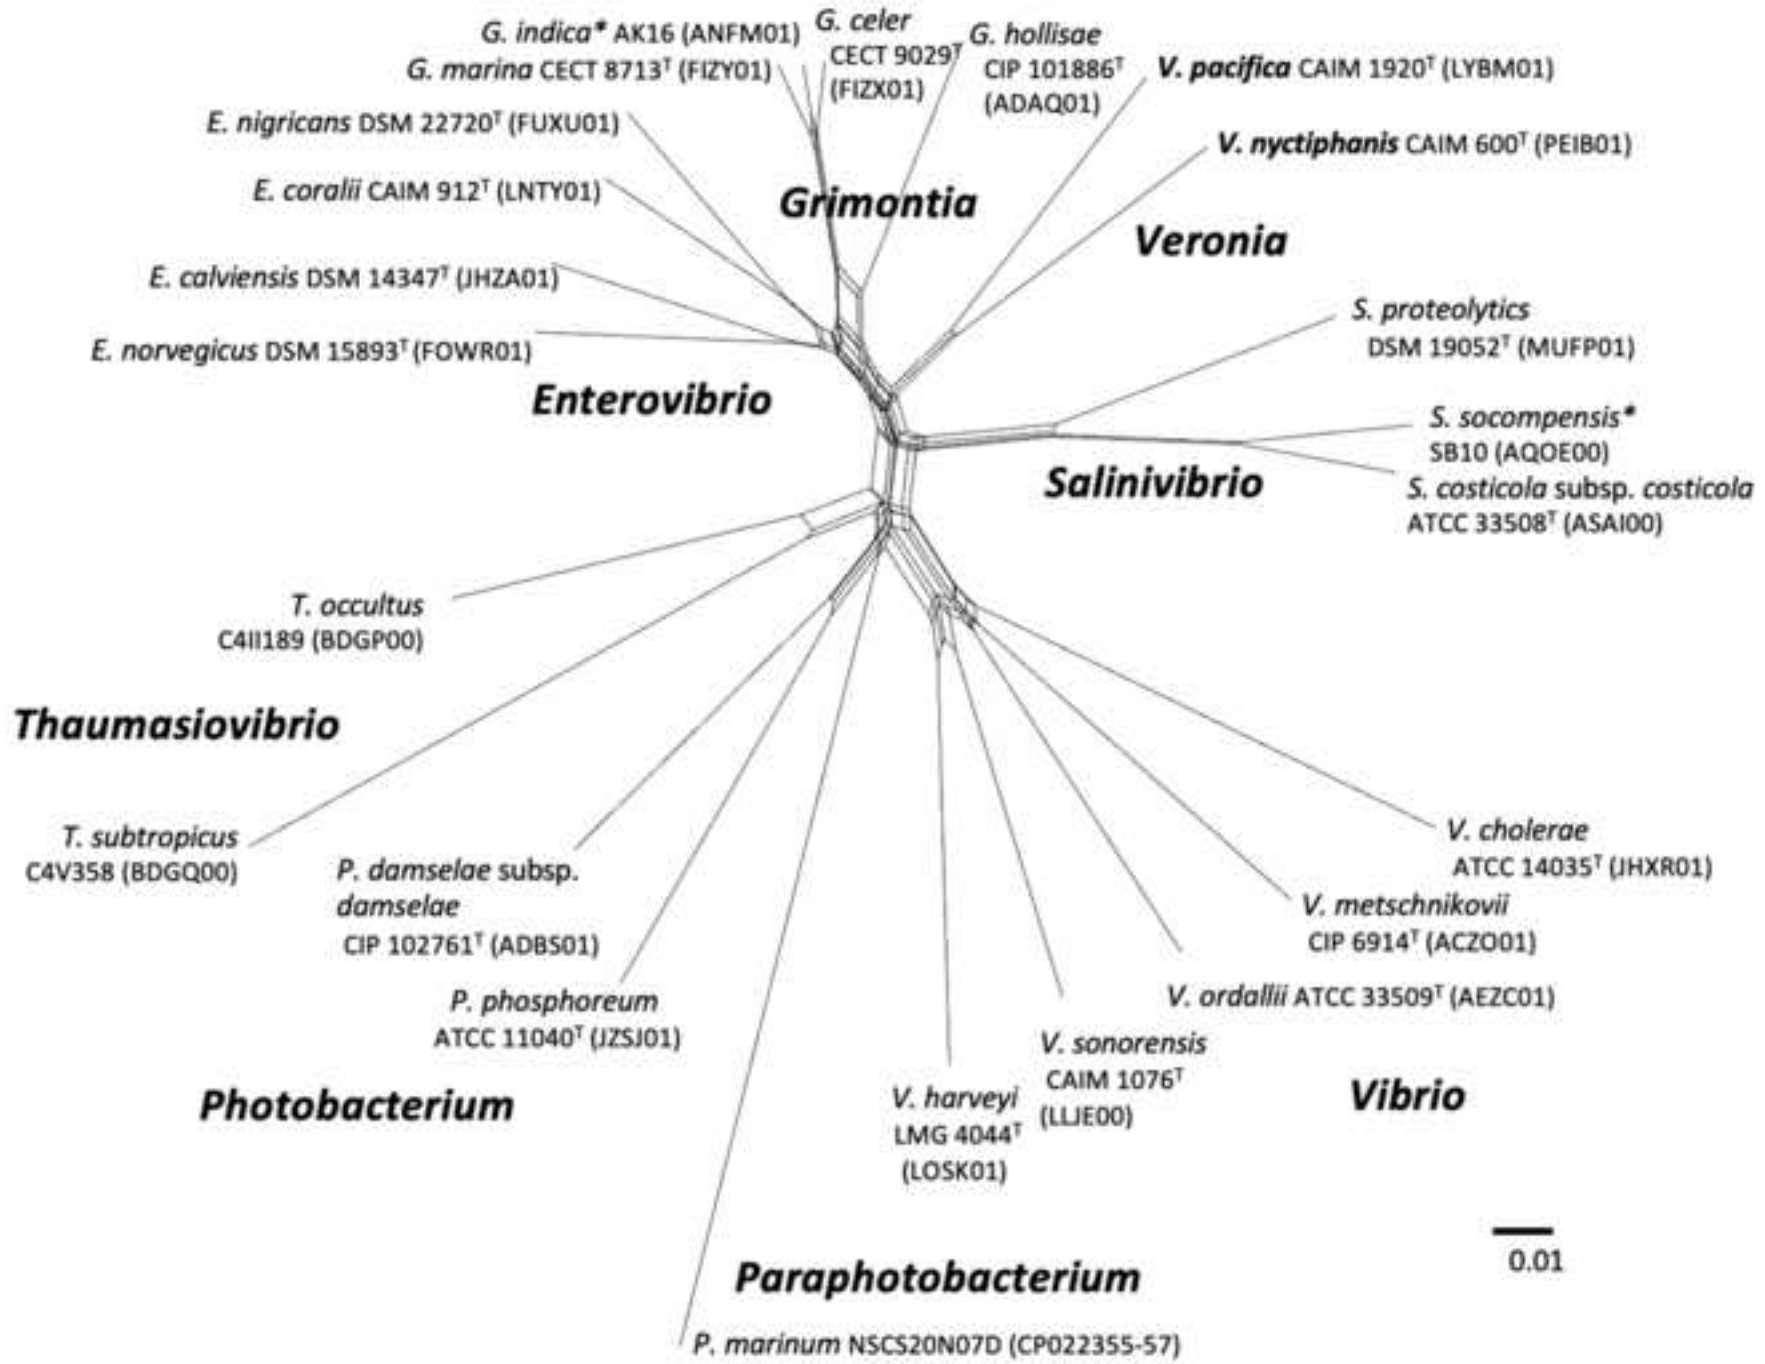 G. indica* AK16 (ANFM01)
G. celer
CECT 9029ᵀ
(FIZX01)
G. hollisae
CIP 101886ᵀ
(ADAQ01)
G. marina CECT 8713ᵀ (FIZY01)
V. pacifica CAIM 1920ᵀ (LYBM01)
E. nigricans DSM 22720ᵀ (FUXU01)
V. nyctiphanis CAIM 600ᵀ (PEIB01)
E. coralii CAIM 912ᵀ (LNTY01)
Grimontia
Veronia
E. calviensis DSM 14347ᵀ (JHZA01)
S. proteolytics
DSM 19052ᵀ (MUFP01)
E. norvegicus DSM 15893ᵀ (FOWR01)
Enterovibrio
S. socompensis*
SB10 (AQOE00)
Salinivibrio
S. costicola subsp. costicola
ATCC 33508ᵀ (ASAI00)
T. occultus
C4II189 (BDGP00)
Thaumasiovibrio
T. subtropicus
C4V358 (BDGQ00)
P. damselae subsp.
damselae
CIP 102761ᵀ (ADBS01)
V. cholerae
ATCC 14035ᵀ (JHXR01)
V. metschnikovii
CIP 6914ᵀ (ACZO01)
P. phosphoreum
ATCC 11040ᵀ (JZSJ01)
V. ordallii ATCC 33509ᵀ (AEZC01)
V. sonorensis
CAIM 1076ᵀ
(LLJE00)
V. harveyi
LMG 4044ᵀ
(LOSK01)
Photobacterium
Vibrio
0.01
Paraphotobacterium
P. marinum NSCS20N07D (CP022355-57)